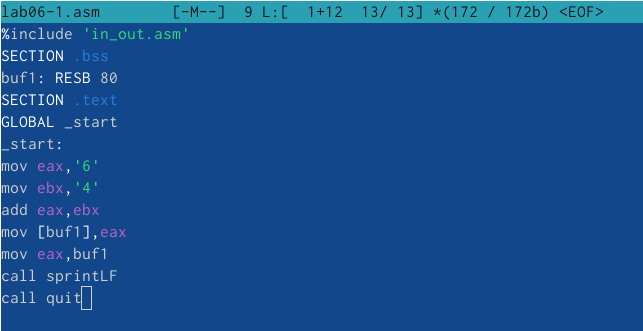 lab06-1.asm [-M--] 9 L:[ 1+12 13/ 13] *(172 / 172b) <EOF>
%include 'in_out.asm'
SECTION .bss
buf1: RESB 80
SECTION .text
GLOBAL _start
_start:
mov eax,'6'
mov ebx,'4'
add eax,ebx
mov [buf1],eax
mov eax,buf1
call sprintLF
call quit